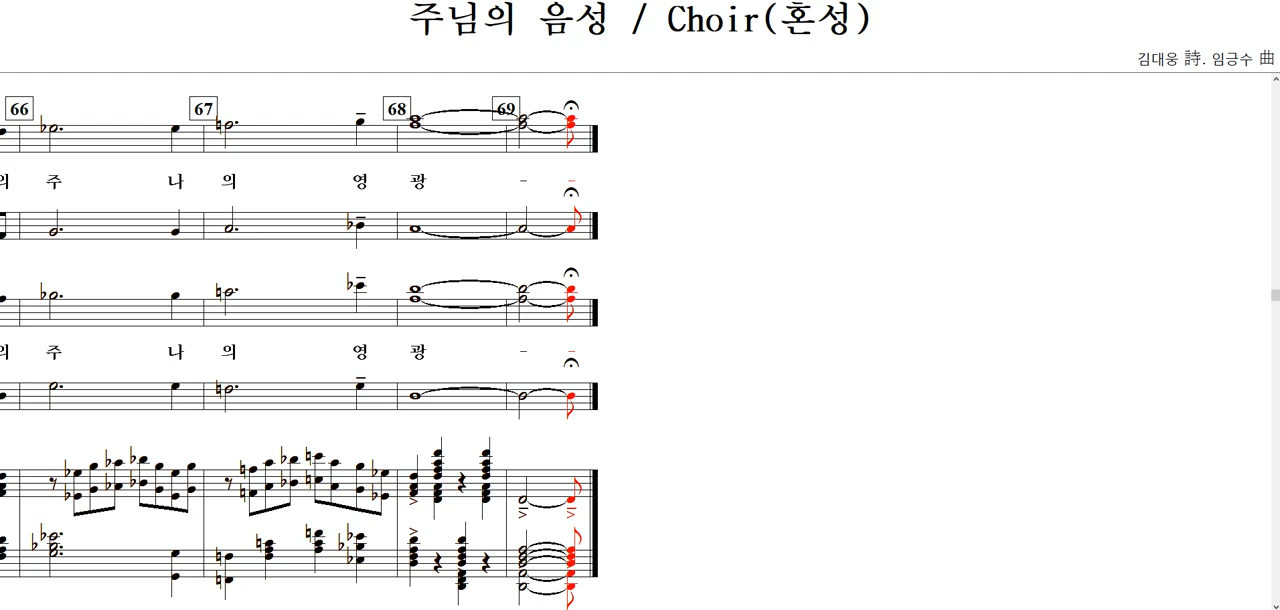 주님의 음성 / Choir(혼성)
김대웅 詩. 임긍수 曲
66 67 68 69
의 주 나 의 영 광 - -
의 주 나 의 영 광 - -